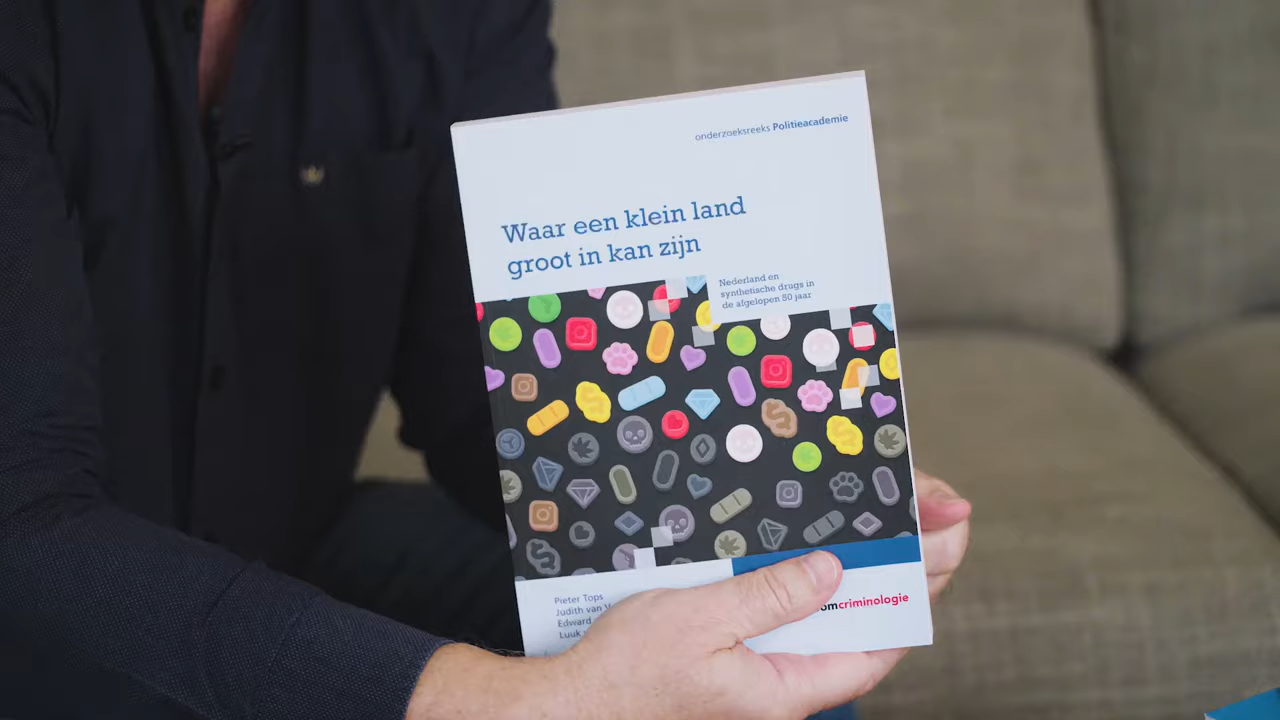 onderzoeksreeks Politieacademie
Waar een klein land
groot in kan zijn
Nederland en
synthetische drugs in
de afgelopen 50 jaar
Pieter Tops
Judith van
Edward
Luuk
omcriminologie